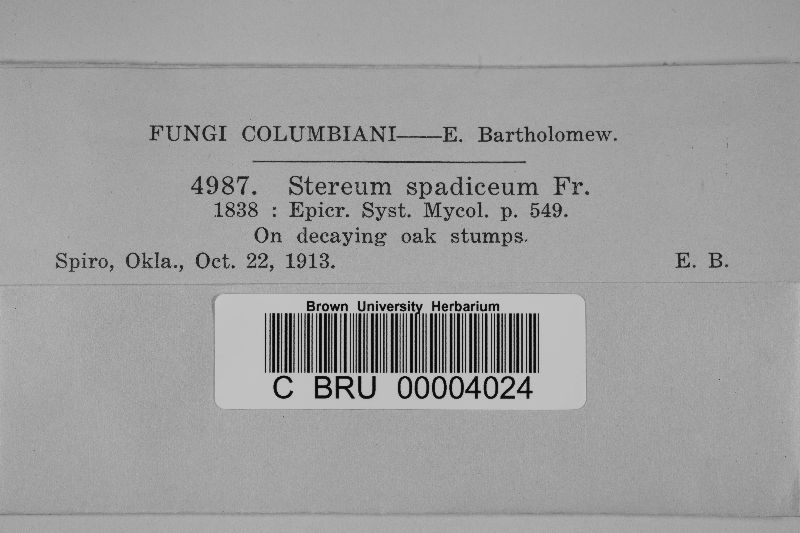 FUNGI COLUMBIANI——E. Bartholomew.
4987. Stereum spadiceum Fr.
1838 : Epicr. Syst. Mycol. p. 549.
On decaying oak stumps.
Spiro, Okla., Oct. 22, 1913. E. B.
Brown University Herbarium
C BRU 00004024